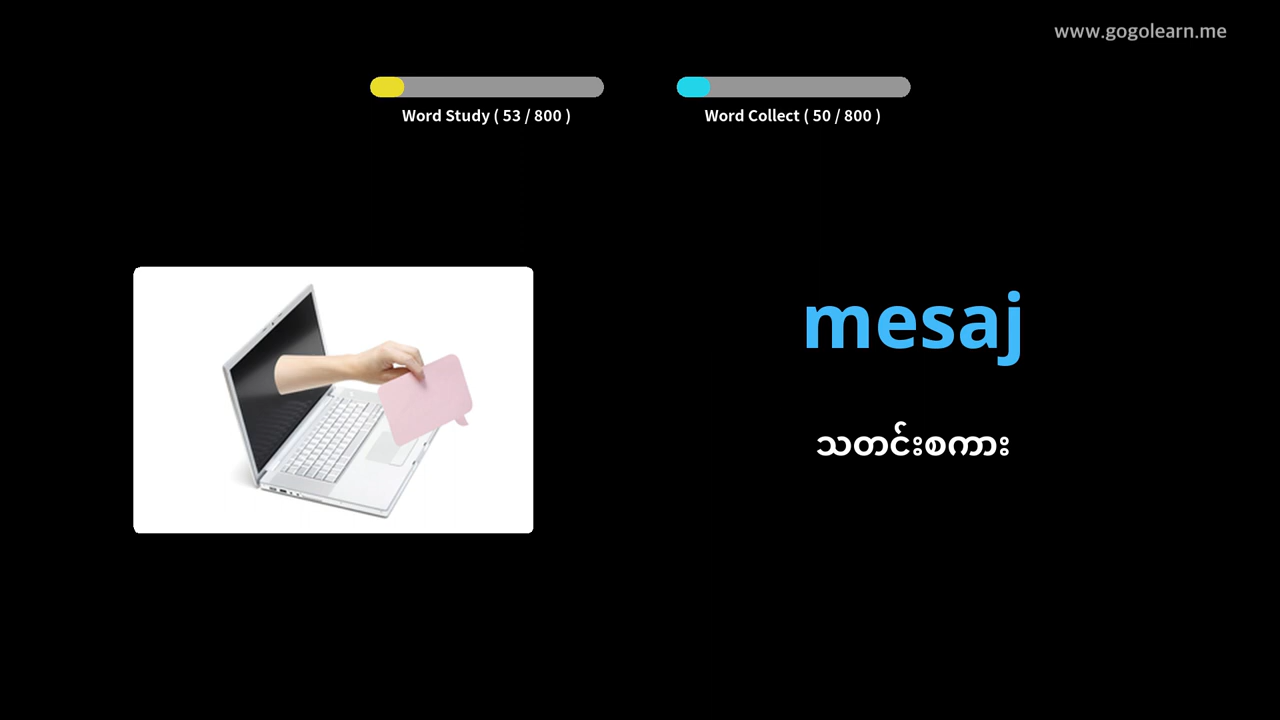 www.gogolearn.me
Word Study ( 53 / 800 )
Word Collect ( 50 / 800 )
mesaj
သတင်းစကား